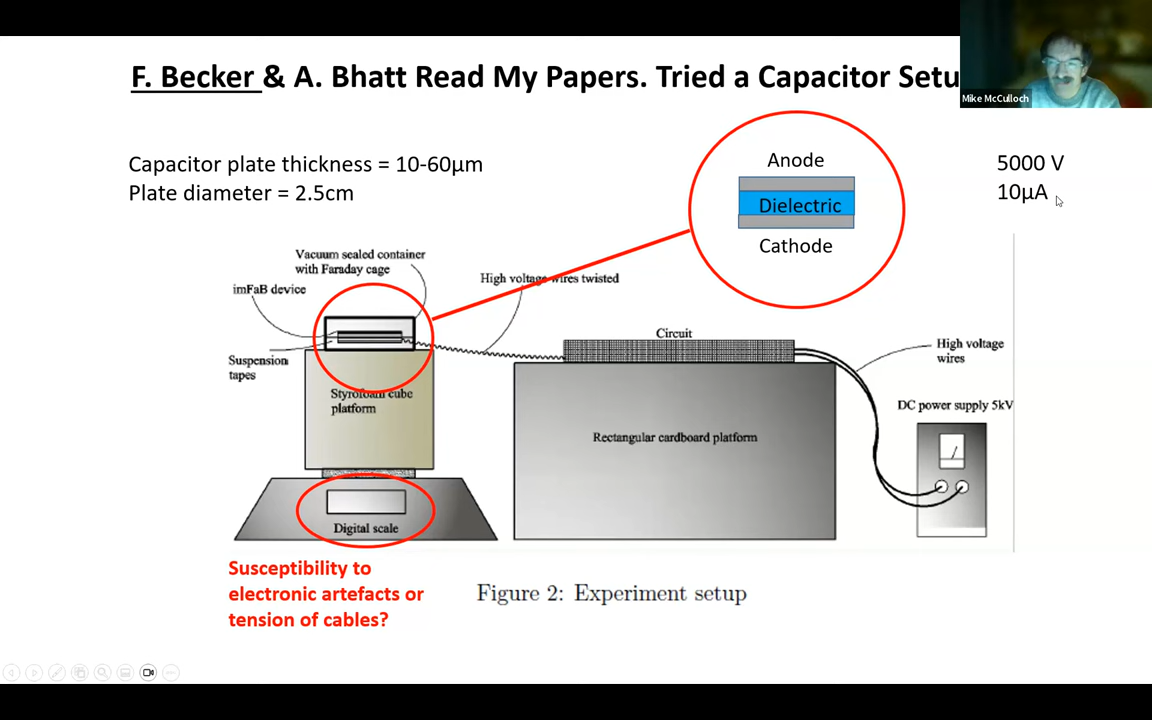 F. Becker & A. Bhatt Read My Papers. Tried a Capacitor Setu
Mike McCulloch
Capacitor plate thickness = 10-60μm
Plate diameter = 2.5cm
Anode
Dielectric
Cathode
5000 V
10μA
Vacuum sealed container
with Faraday cage
imFaB device
High voltage wires twisted
Suspension
tapes
Circuit
High voltage
wires
Styrofoam cube
platform
DC power supply 5kV
Rectangular cardboard platform
Digital scale
Susceptibility to
electronic artefacts or
tension of cables?
Figure 2: Experiment setup